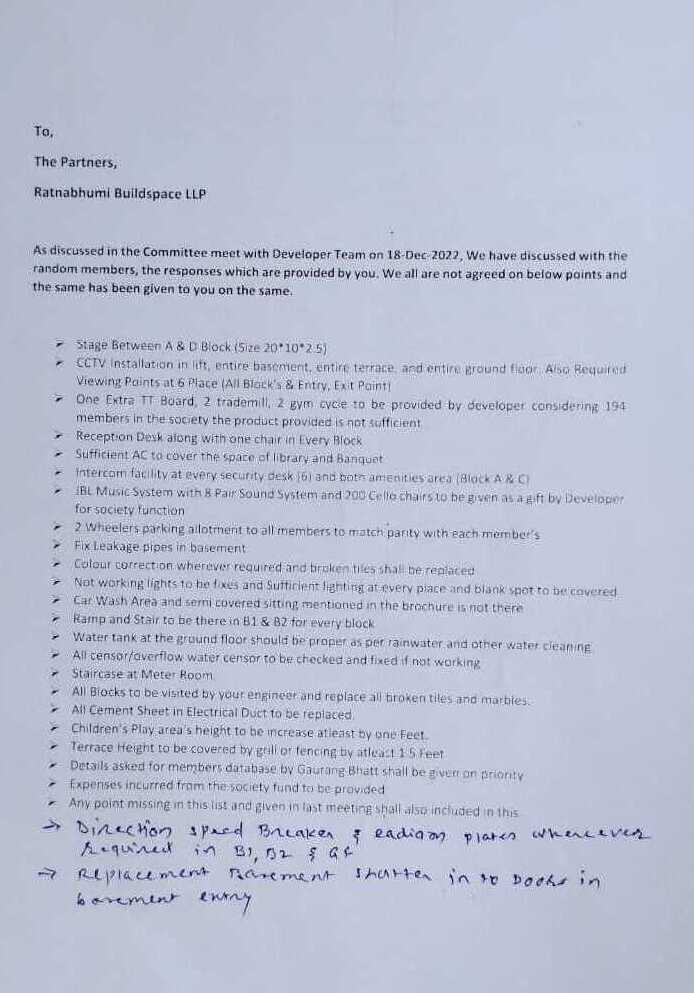 To,
The Partners,
Ratnabhumi Buildspace LLP
As discussed in the Committee meet with Developer Team on 18-Dec-2022, We have discussed with the
random members, the responses which are provided by you. We all are not agreed on below points and
the same has been given to you on the same.
➤ Stage Between A & D Block (Size 20*10*2.5)
➤ CCTV Installation in lift, entire basement, entire terrace, and entire ground floor. Also Required
Viewing Points at 6 Place (All Block's & Entry, Exit Point)
➤ One Extra TT Board, 2 trademill, 2 gym cycle to be provided by developer considering 194
members in the society the product provided is not sufficient
➤ Reception Desk along with one chair in Every Block
➤ Sufficient AC to cover the space of library and Banquet
➤ Intercom facility at every security desk (6) and both amenities area (Block A & C)
➤ JBL Music System with 8 Pair Sound System and 200 Cello chairs to be given as a gift by Developer
for society function
➤ 2 Wheelers parking allotment to all members to match parity with each member's
➤ Fix Leakage pipes in basement
➤ Colour correction wherever required and broken tiles shall be replaced
➤ Not working lights to be fixes and Sufficient lighting at every place and blank spot to be covered
➤ Car Wash Area and semi covered sitting mentioned in the brochure is not there
➤ Ramp and Stair to be there in B1 & B2 for every block
➤ Water tank at the ground floor should be proper as per rainwater and other water cleaning.
➤ All censor/overflow water censor to be checked and fixed if not working
➤ Staircase at Meter Room
➤ All Blocks to be visited by your engineer and replace all broken tiles and marbles.
➤ All Cement Sheet in Electrical Duct to be replaced.
➤ Children's Play area's height to be increase atleast by one Feet.
➤ Terrace Height to be covered by grill or fencing by atleast 1.5 Feet
➤ Details asked for members database by Gaurang Bhatt shall be given on priority
➤ Expenses incurred from the society fund to be provided
➤ Any point missing in this list and given in last meeting shall also included in this.
→ Direction speed Breaker & plates wherever
Required in B1, B2 & GF
→ Replacement Basement Shutter in to Doors in
basement entry